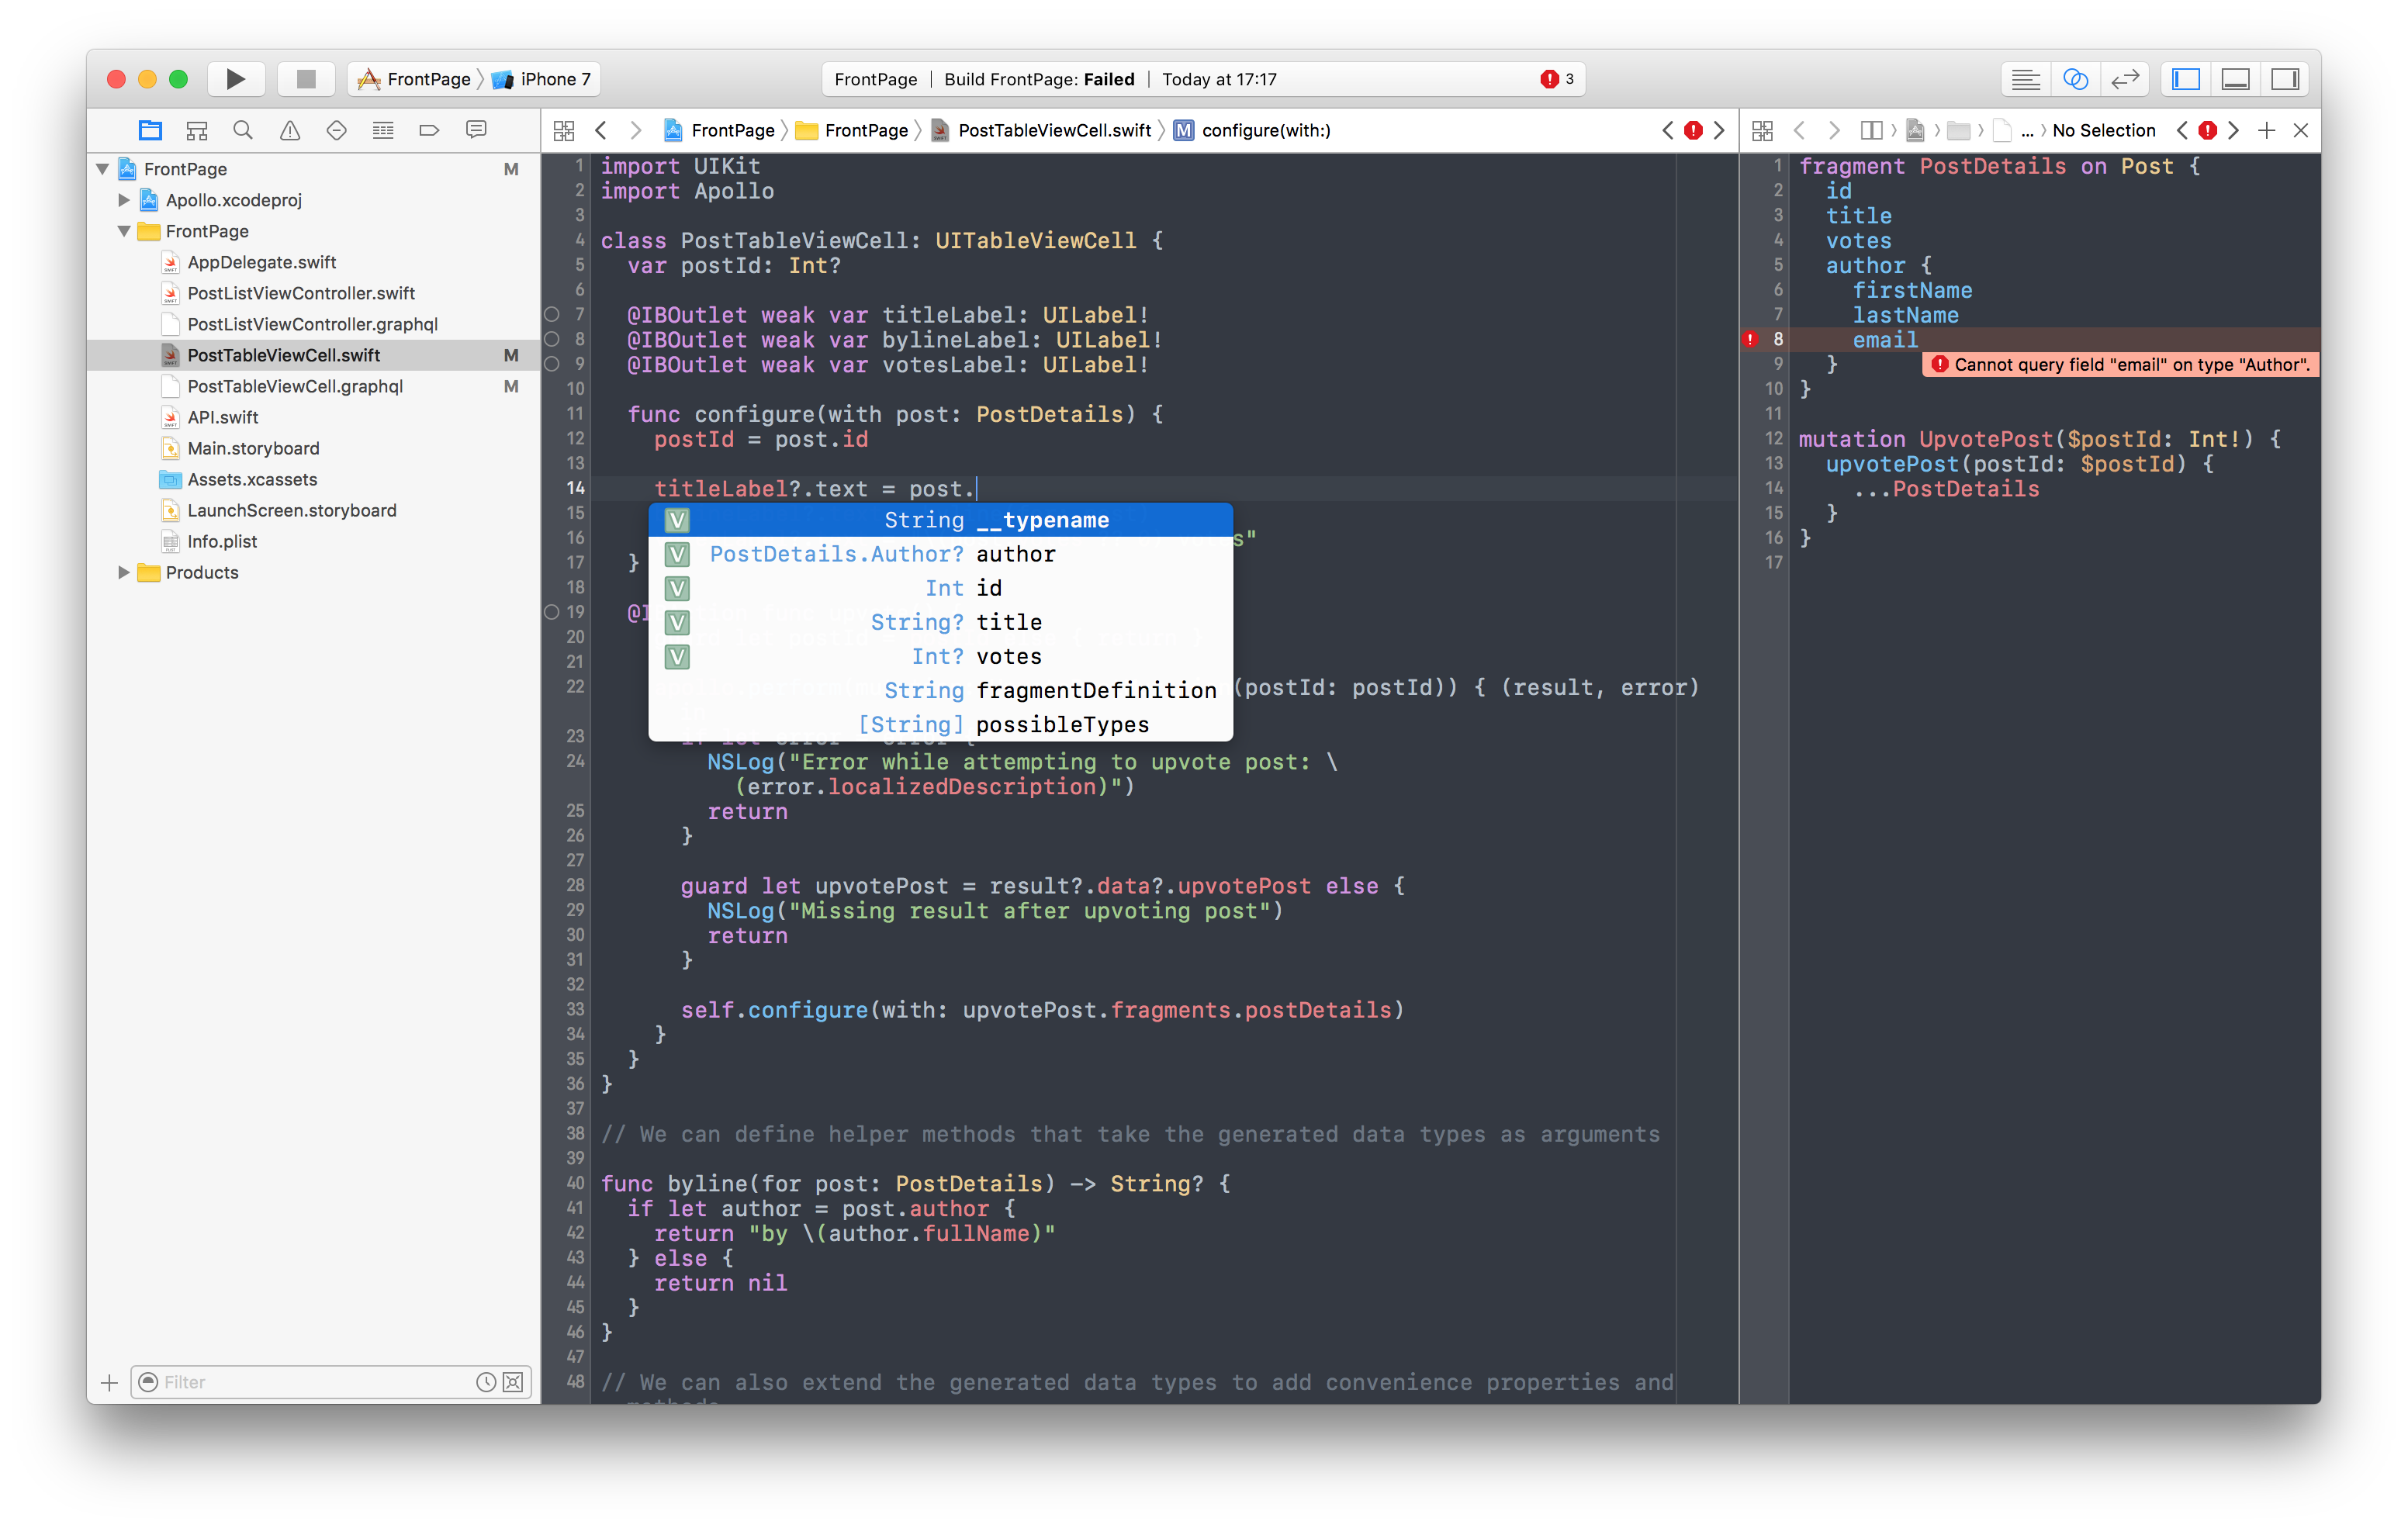 FrontPage iPhone 7
FrontPage | Build FrontPage: Failed | Today at 17:17 3
FrontPage FrontPage PostTableViewCell.swift M configure(with:)
... No Selection
FrontPage M
Apollo.xcodeproj
FrontPage
AppDelegate.swift
PostListViewController.swift
PostListViewController.graphql
PostTableViewCell.swift M
PostTableViewCell.graphql M
API.swift
Main.storyboard
Assets.xcassets
LaunchScreen.storyboard
Info.plist
Products
Filter
1 import UIKit
2 import Apollo
3
4 class PostTableViewCell: UITableViewCell {
5 var postId: Int?
6
7 @IBOutlet weak var titleLabel: UILabel!
8 @IBOutlet weak var bylineLabel: UILabel!
9 @IBOutlet weak var votesLabel: UILabel!
10
11 func configure(with post: PostDetails) {
12 postId = post.id
13
14 titleLabel?.text = post.
V String __typename
V PostDetails.Author? author
V Int id
V String? title
V Int? votes
String fragmentDefinition
[String] possibleTypes
15
16 s"
17 }
18
19 @I
20
21
22 (postId: postId)) { (result, error)
23
24 NSLog("Error while attempting to upvote post: \
(error.localizedDescription)")
25 return
26 }
27
28 guard let upvotePost = result?.data?.upvotePost else {
29 NSLog("Missing result after upvoting post")
30 return
31 }
32
33 self.configure(with: upvotePost.fragments.postDetails)
34 }
35 }
36 }
37
38 // We can define helper methods that take the generated data types as arguments
39
40 func byline(for post: PostDetails) -> String? {
41 if let author = post.author {
42 return "by \(author.fullName)"
43 } else {
44 return nil
45 }
46 }
47
48 // We can also extend the generated data types to add convenience properties and
1 fragment PostDetails on Post {
2 id
3 title
4 votes
5 author {
6 firstName
7 lastName
8 email
9 } Cannot query field "email" on type "Author".
10 }
11
12 mutation UpvotePost($postId: Int!) {
13 upvotePost(postId: $postId) {
14 ...PostDetails
15 }
16 }
17